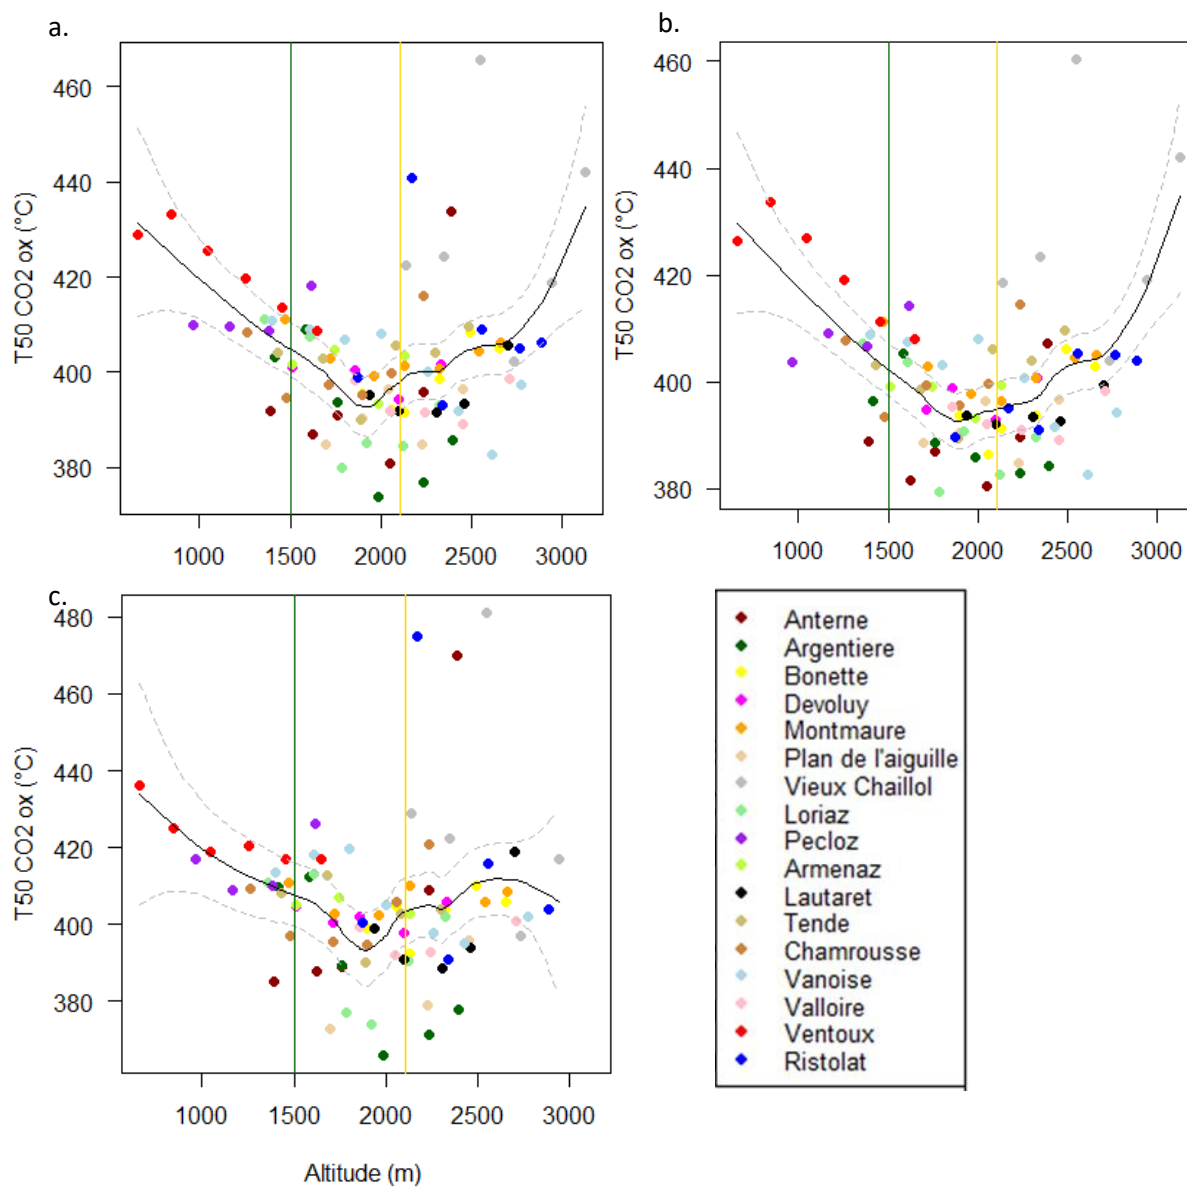 a.
460
440
420
400
380
T50 CO2 ox (°C)
1000 1500 2000 2500 3000
b.
460
440
420
400
380
T50 CO2 ox (°C)
1000 1500 2000 2500 3000
c.
480
460
440
420
400
380
T50 CO2 ox (°C)
1000 1500 2000 2500 3000
Altitude (m)
Anterne
Argentiere
Bonette
Devoluy
Montmaure
Plan de l'aiguille
Vieux Chaillol
Loriaz
Pecloz
Armenaz
Lautaret
Tende
Chamrousse
Vanoise
Valloire
Ventoux
Ristolat